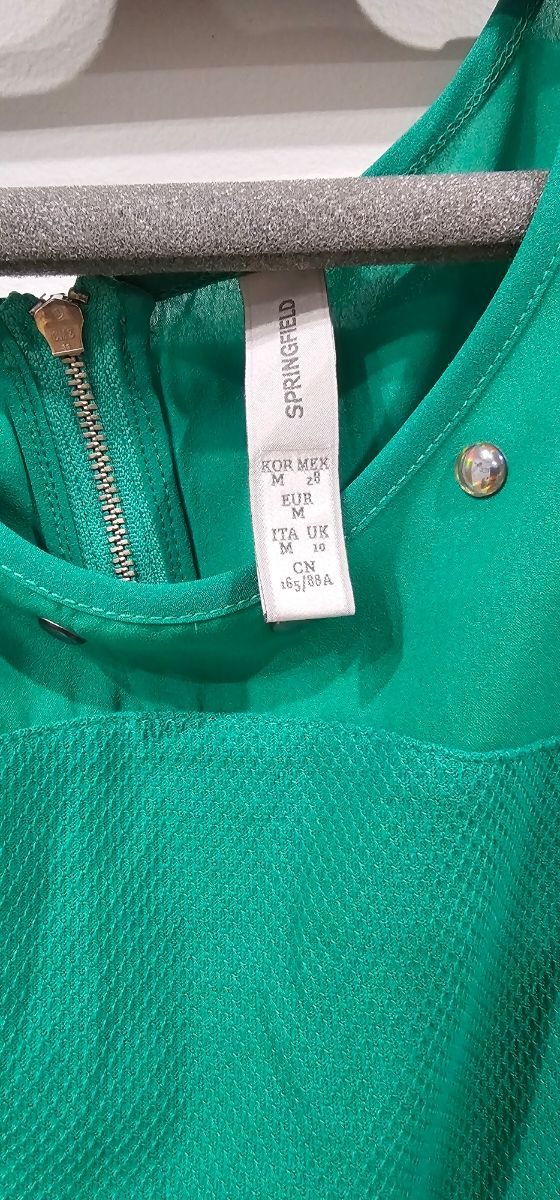 SPRINGFIELD
KOR MEX
M 28
EUR
M
ITA UK
M 10
CN
165/88A